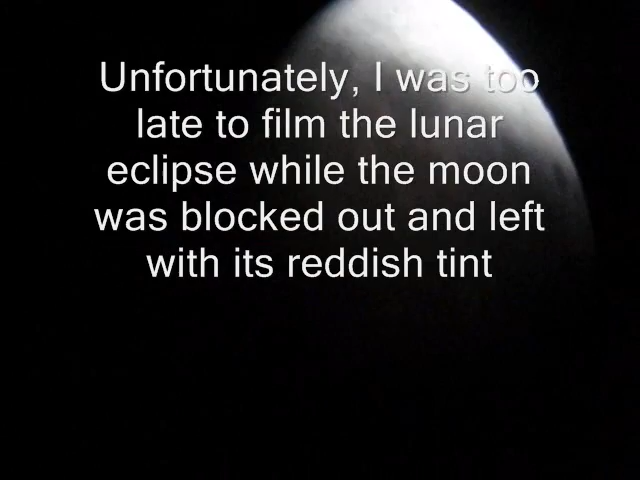 Unfortunately, I was too
late to film the lunar
eclipse while the moon
was blocked out and left
with its reddish tint